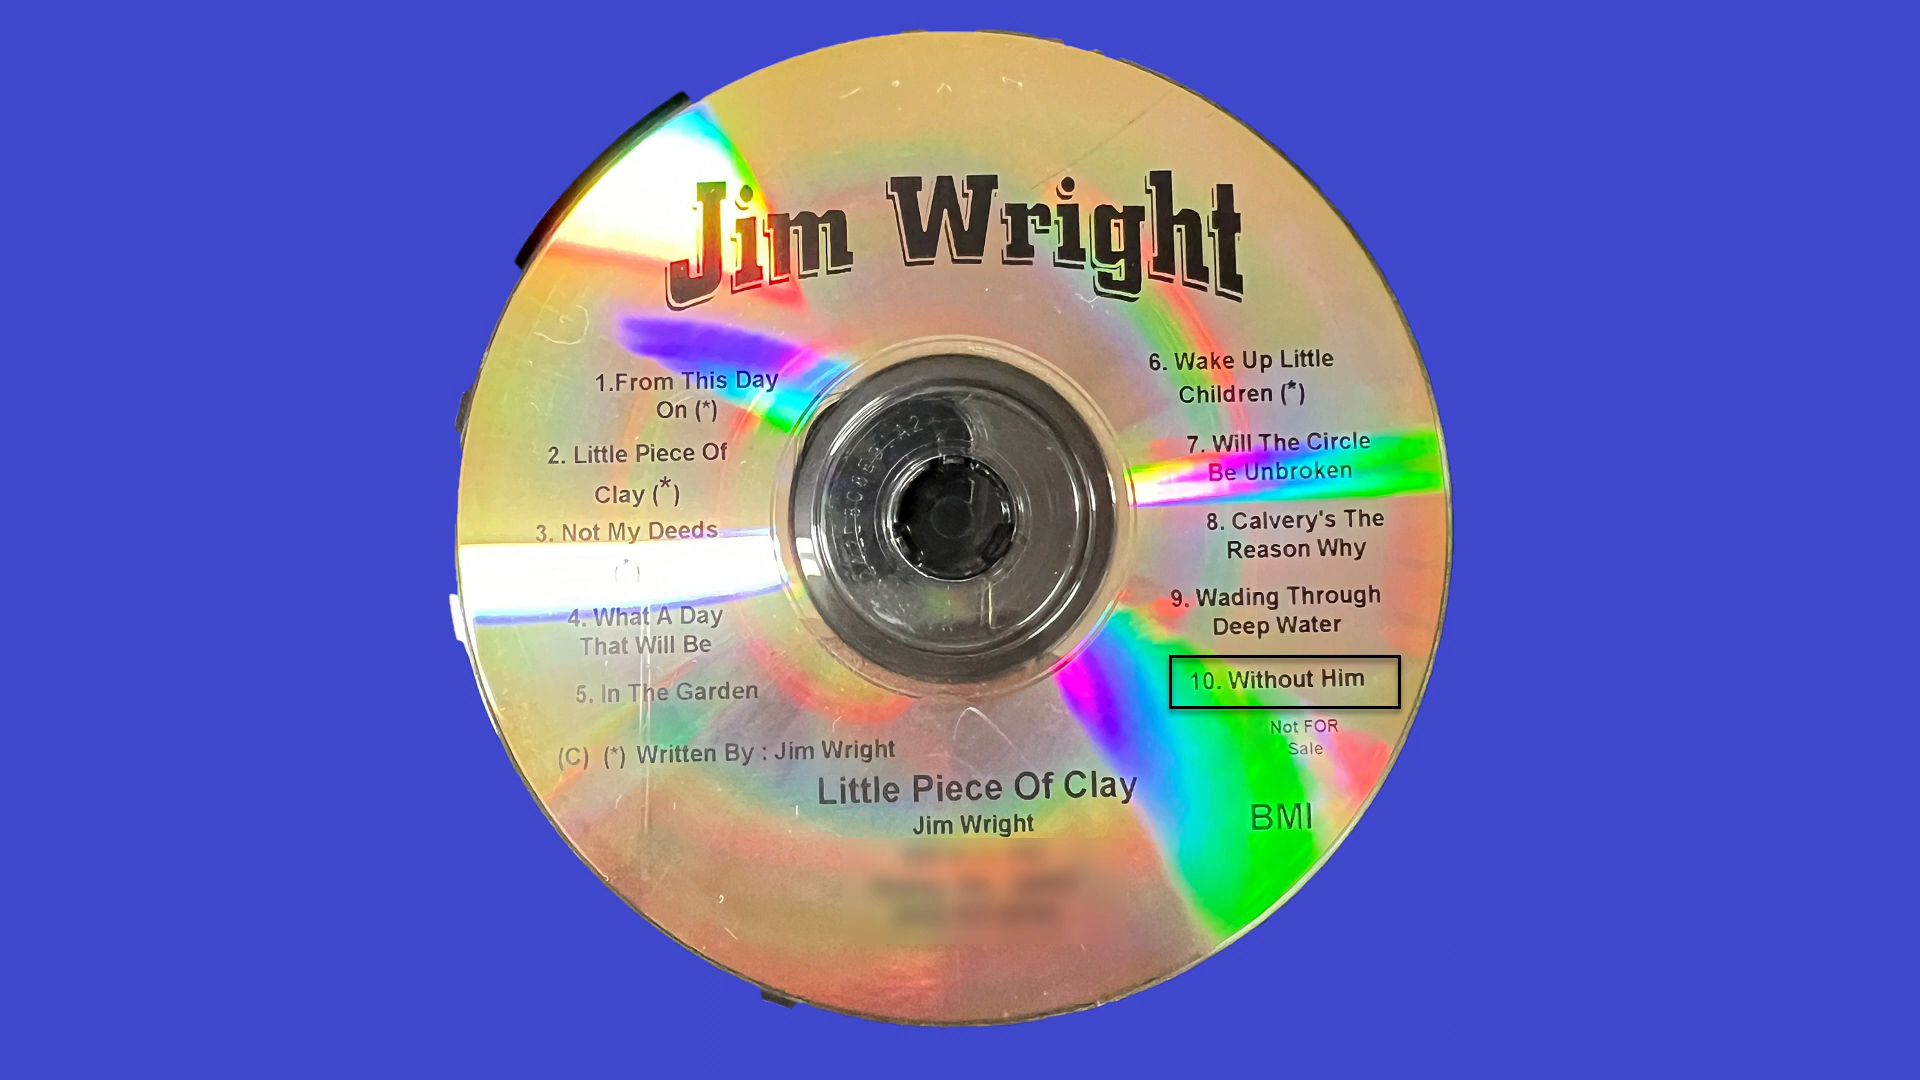 Jim Wright
1.From This Day
On (*)
2. Little Piece Of
Clay (*)
3. Not My Deeds
(*)
4. What A Day
That Will Be
5. In The Garden
6. Wake Up Little
Children (*)
7. Will The Circle
Be Unbroken
8. Calvery's The
Reason Why
9. Wading Through
Deep Water
10. Without Him
Not FOR
Sale
(C) (*) Written By : Jim Wright
Little Piece Of Clay
Jim Wright
BMI